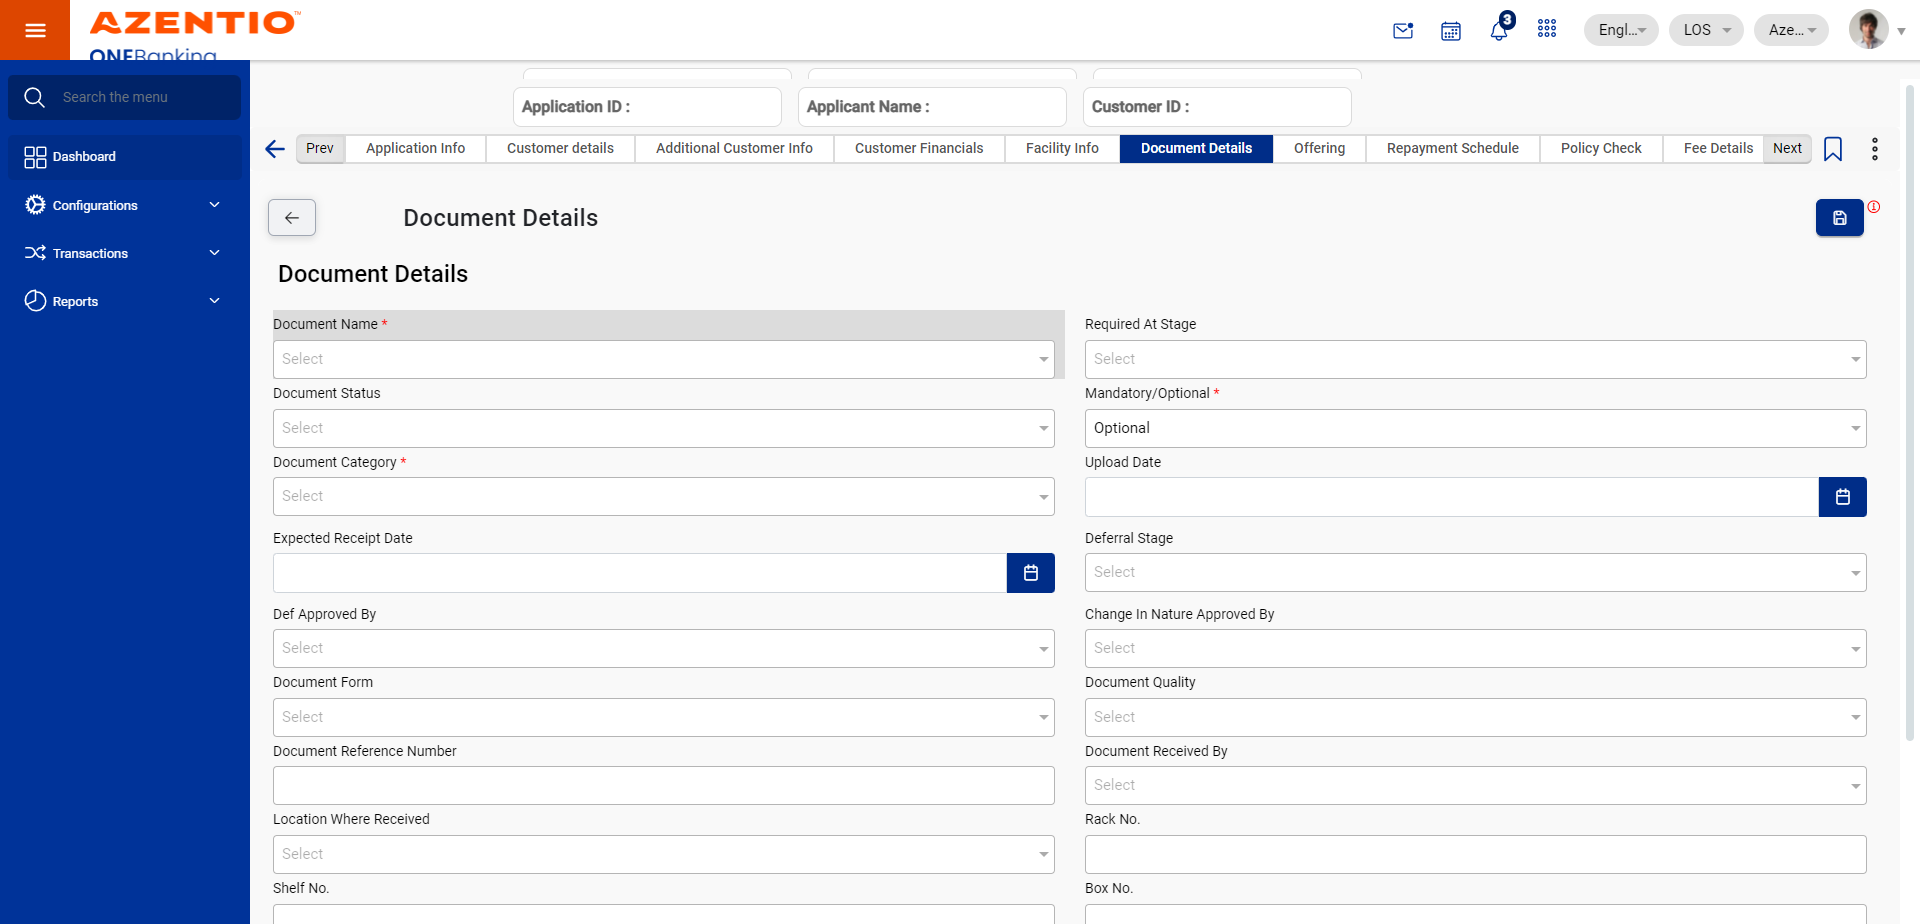 AZENTIO™
ONEBanking
3
Engl...
LOS
Aze...
Search the menu
Dashboard
Configurations
Transactions
Reports
Application ID :
Applicant Name :
Customer ID :
Prev
Application Info
Customer details
Additional Customer Info
Customer Financials
Facility Info
Document Details
Offering
Repayment Schedule
Policy Check
Fee Details
Next
Document Details
Document Details
Document Name *
Select
Required At Stage
Select
Document Status
Select
Mandatory/Optional *
Optional
Document Category *
Select
Upload Date
Expected Receipt Date
Deferral Stage
Select
Def Approved By
Select
Change In Nature Approved By
Select
Document Form
Select
Document Quality
Select
Document Reference Number
Document Received By
Select
Location Where Received
Select
Rack No.
Shelf No.
Box No.